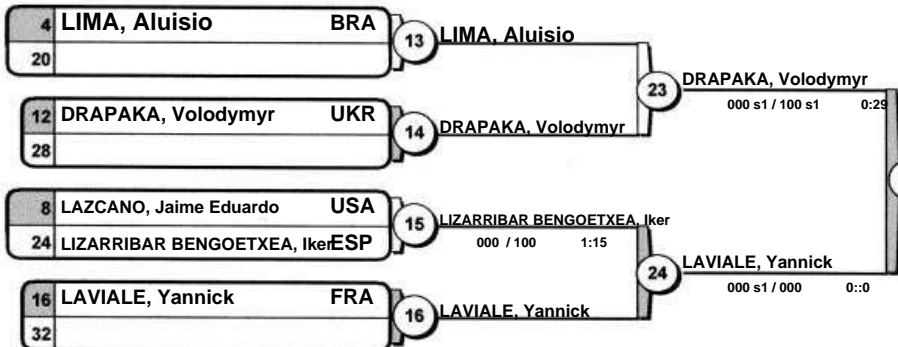 4 LIMA, Aluisio BRA
20
13 LIMA, Aluisio
12 DRAPAKA, Volodymyr UKR
28
14 DRAPAKA, Volodymyr
23 DRAPAKA, Volodymyr
000 s1 / 100 s1 0:29
8 LAZCANO, Jaime Eduardo USA
24 LIZARRIBAR BENGOETXEA, Iker ESP
15 LIZARRIBAR BENGOETXEA, Iker
000 / 100 1:15
16 LAVIALE, Yannick FRA
32
16 LAVIALE, Yannick
24 LAVIALE, Yannick
000 s1 / 000 0::0